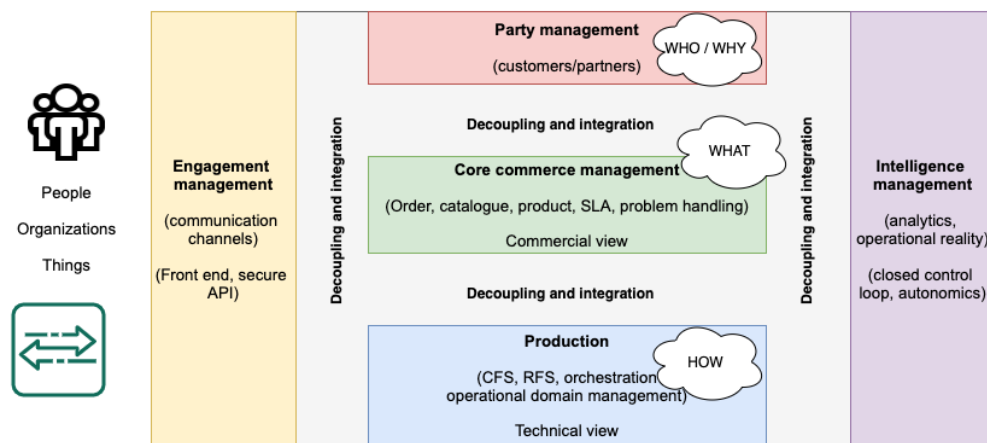 People
Organizations
Things
Engagement
management
(communication
channels)
(Front end, secure
API)
Decoupling and integration
Party management
(customers/partners)
WHO / WHY
Decoupling and integration
Core commerce management
WHAT
(Order, catalogue, product, SLA, problem handling)
Commercial view
Decoupling and integration
Production
(CFS, RFS, orchestration
operational domain management)
HOW
Technical view
Decoupling and integration
Intelligence
management
(analytics,
operational reality)
(closed control
loop, autonomics)